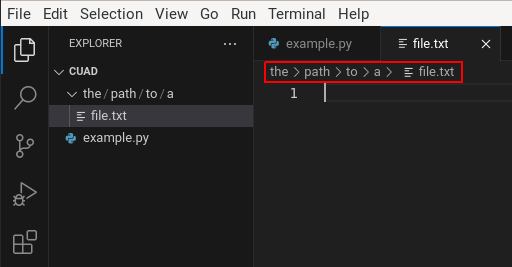 File Edit Selection View Go Run Terminal Help
EXPLORER ...
example.py file.txt
CUAD
the / path / to / a
file.txt
example.py
the > path > to > a > file.txt
1